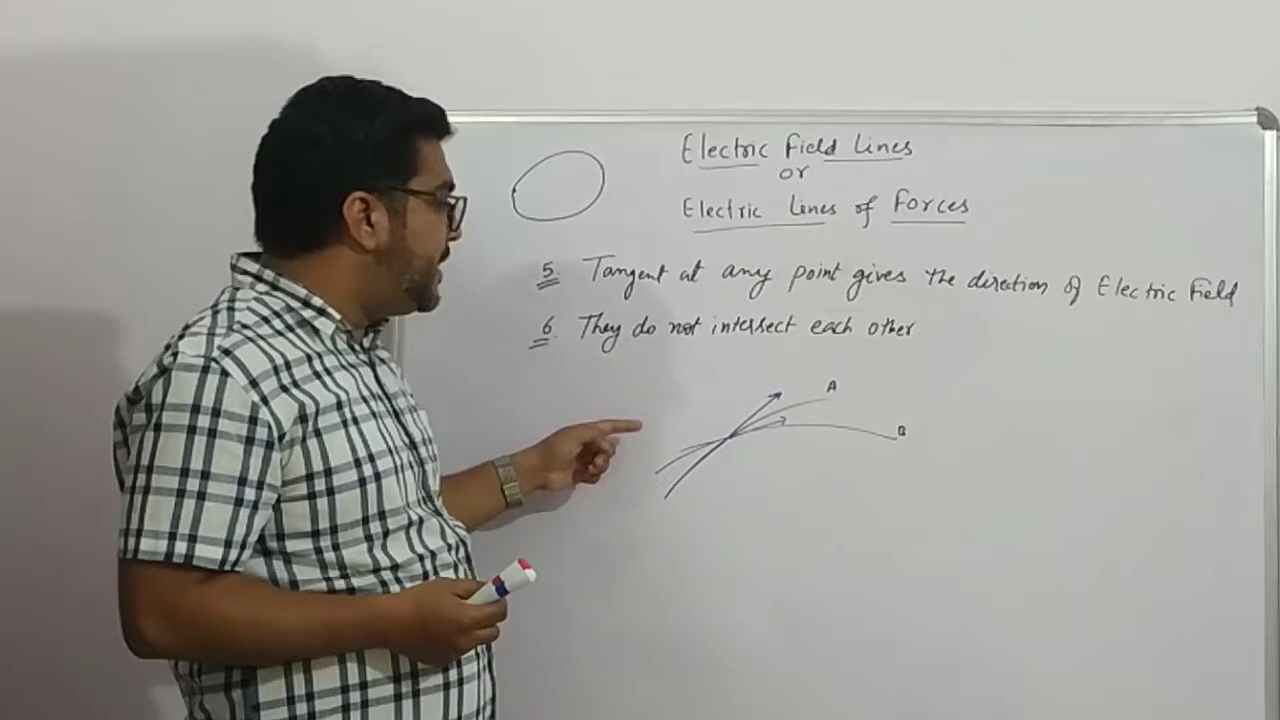 Electric Field Lines
or
Electric Lines of Forces
5. Tangent at any point gives the direction of Electric Field
6. They do not intersect each other
A
B